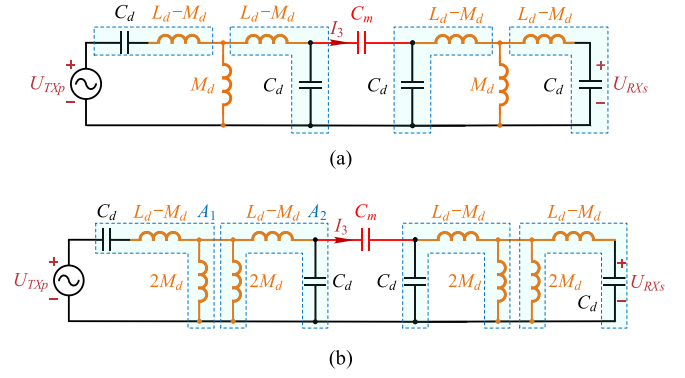 C_d L_d−M_d L_d−M_d I_3 C_m L_d−M_d L_d−M_d
+ U_TXp − M_d C_d C_d M_d C_d + U_RXs −
(a)
C_d L_d−M_d A_1 L_d−M_d A_2 I_3 C_m L_d−M_d L_d−M_d
+ U_TXp − 2M_d 2M_d C_d C_d 2M_d 2M_d C_d + U_RXs −
(b)